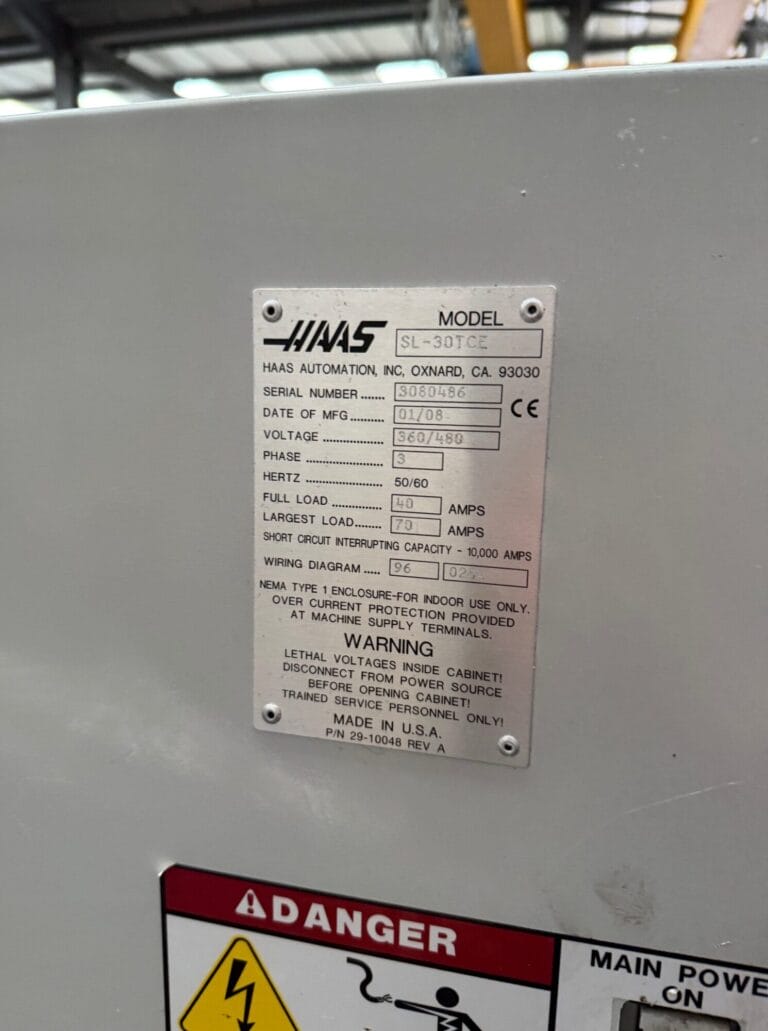 HAAS
MODEL
SL-30TCE
HAAS AUTOMATION, INC, OXNARD, CA. 93030
SERIAL NUMBER ....... 3080486
DATE OF MFG.......... 01/08
CE
VOLTAGE .................... 360/480
PHASE ....................... 3
HERTZ ....................... 50/60
FULL LOAD ............... 40 AMPS
LARGEST LOAD........ 70 AMPS
SHORT CIRCUIT INTERRUPTING CAPACITY - 10,000 AMPS
WIRING DIAGRAM ..... 96
NEMA TYPE 1 ENCLOSURE-FOR INDOOR USE ONLY.
OVER CURRENT PROTECTION PROVIDED
AT MACHINE SUPPLY TERMINALS.
WARNING
LETHAL VOLTAGES INSIDE CABINET!
DISCONNECT FROM POWER SOURCE
BEFORE OPENING CABINET!
TRAINED SERVICE PERSONNEL ONLY!
MADE IN U.S.A.
P/N 29-10048 REV A
DANGER
MAIN POWE
ON